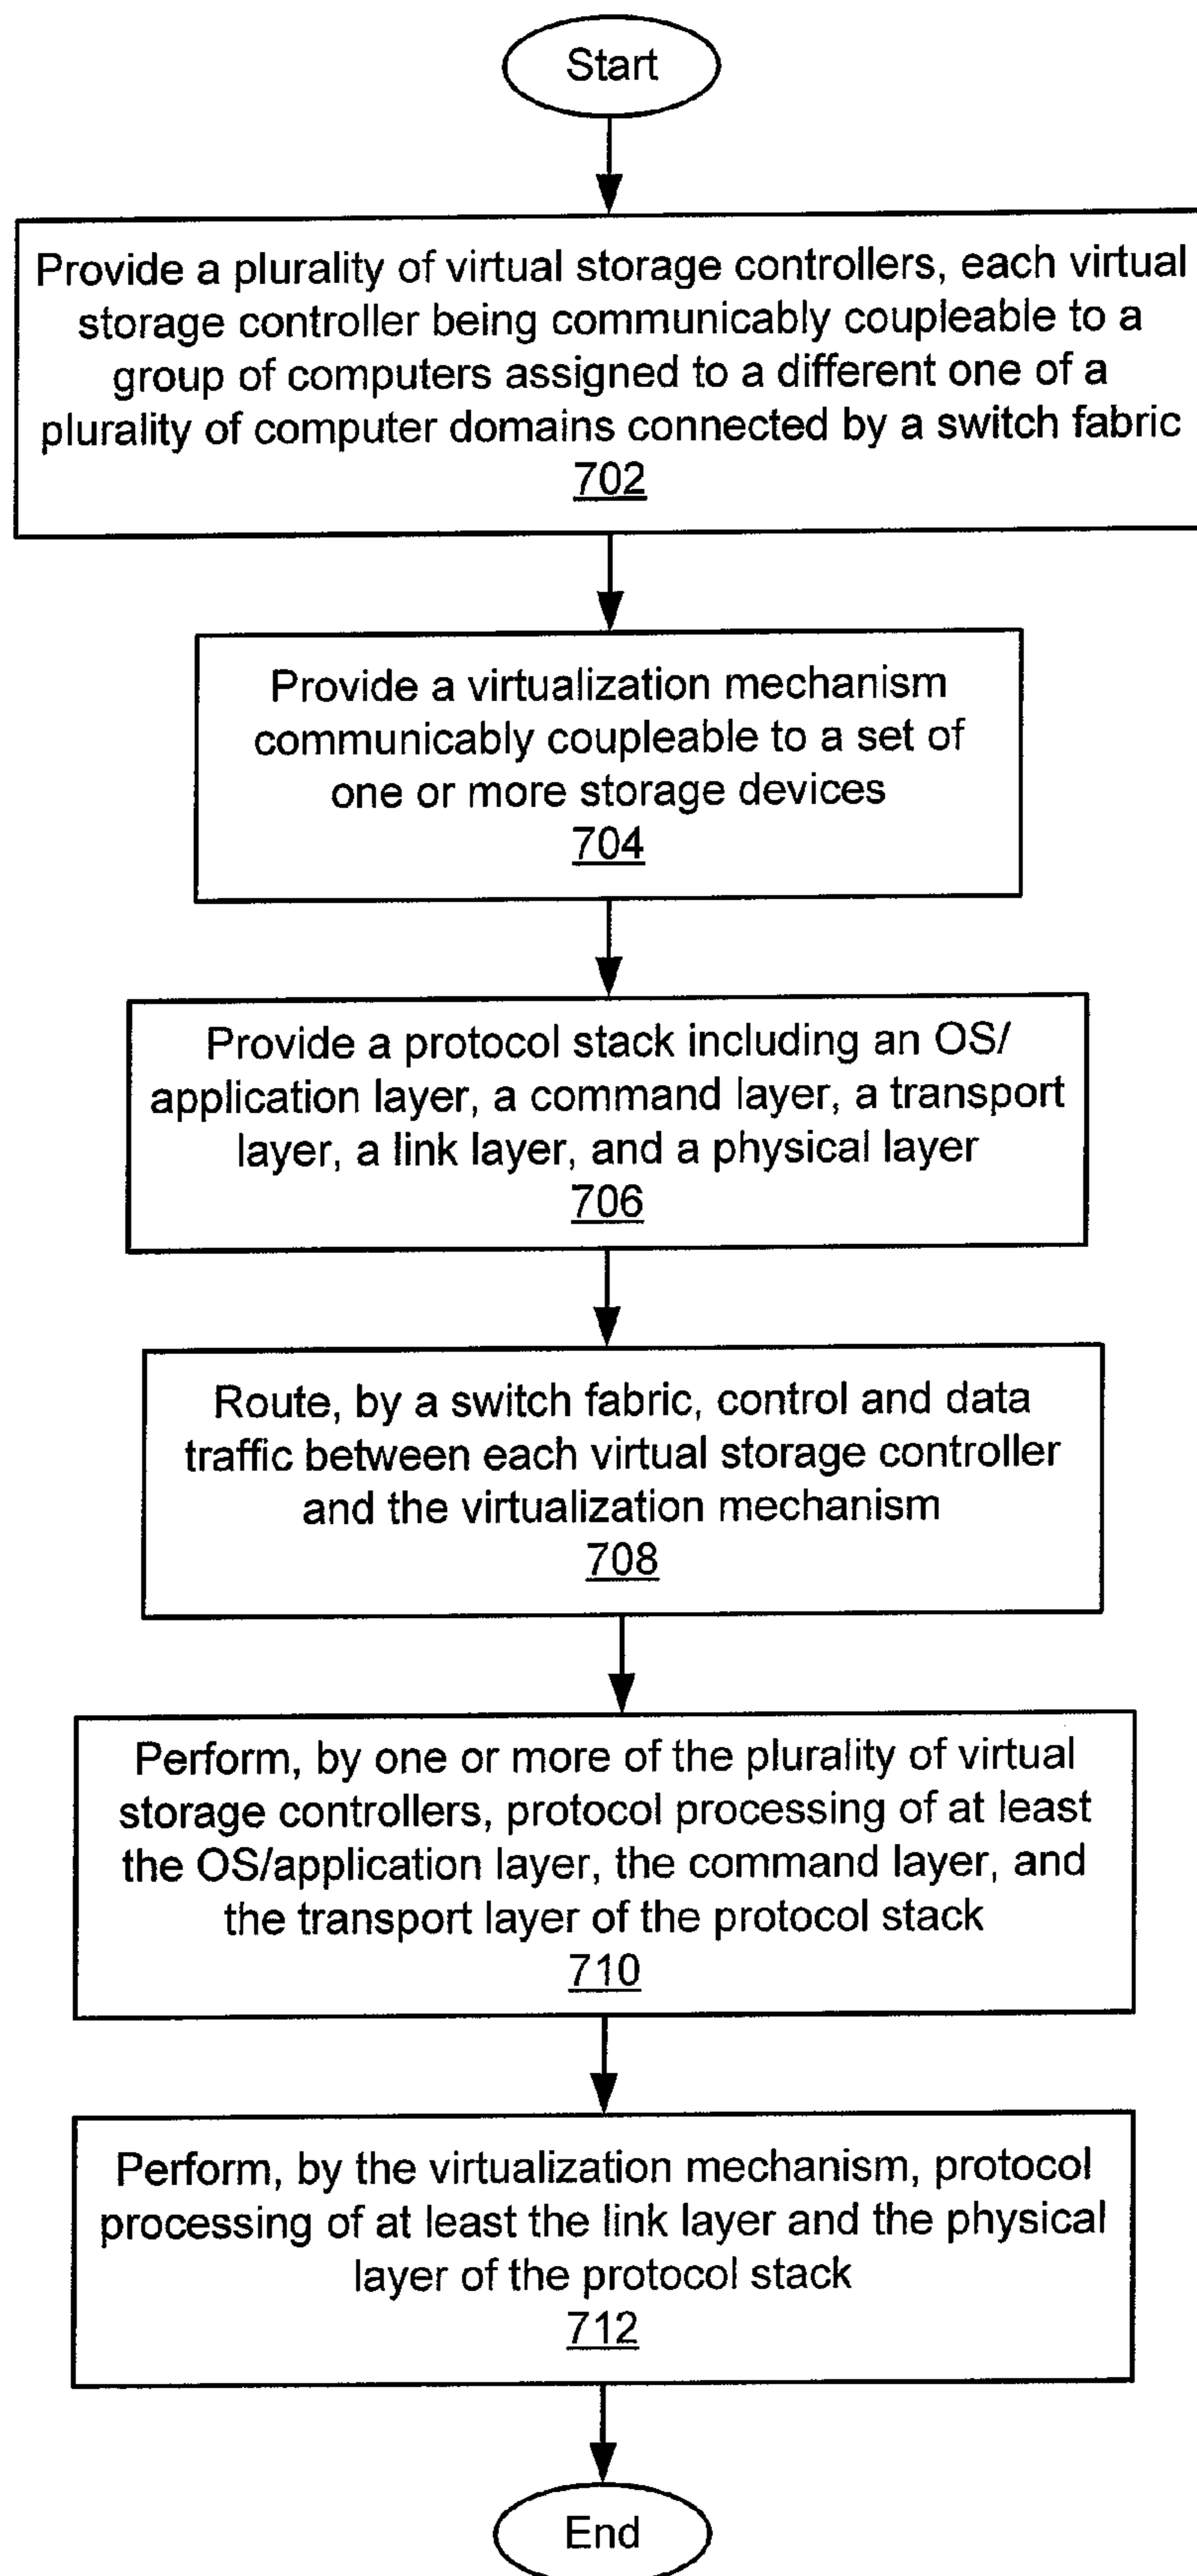 Start
Provide a plurality of virtual storage controllers, each virtual
storage controller being communicably coupleable to a
group of computers assigned to a different one of a
plurality of computer domains connected by a switch fabric
702
Provide a virtualization mechanism
communicably coupleable to a set of
one or more storage devices
704
Provide a protocol stack including an OS/
application layer, a command layer, a transport
layer, a link layer, and a physical layer
706
Route, by a switch fabric, control and data
traffic between each virtual storage controller
and the virtualization mechanism
708
Perform, by one or more of the plurality of virtual
storage controllers, protocol processing of at least
the OS/application layer, the command layer, and
the transport layer of the protocol stack
710
Perform, by the virtualization mechanism, protocol
processing of at least the link layer and the physical
layer of the protocol stack
712
End